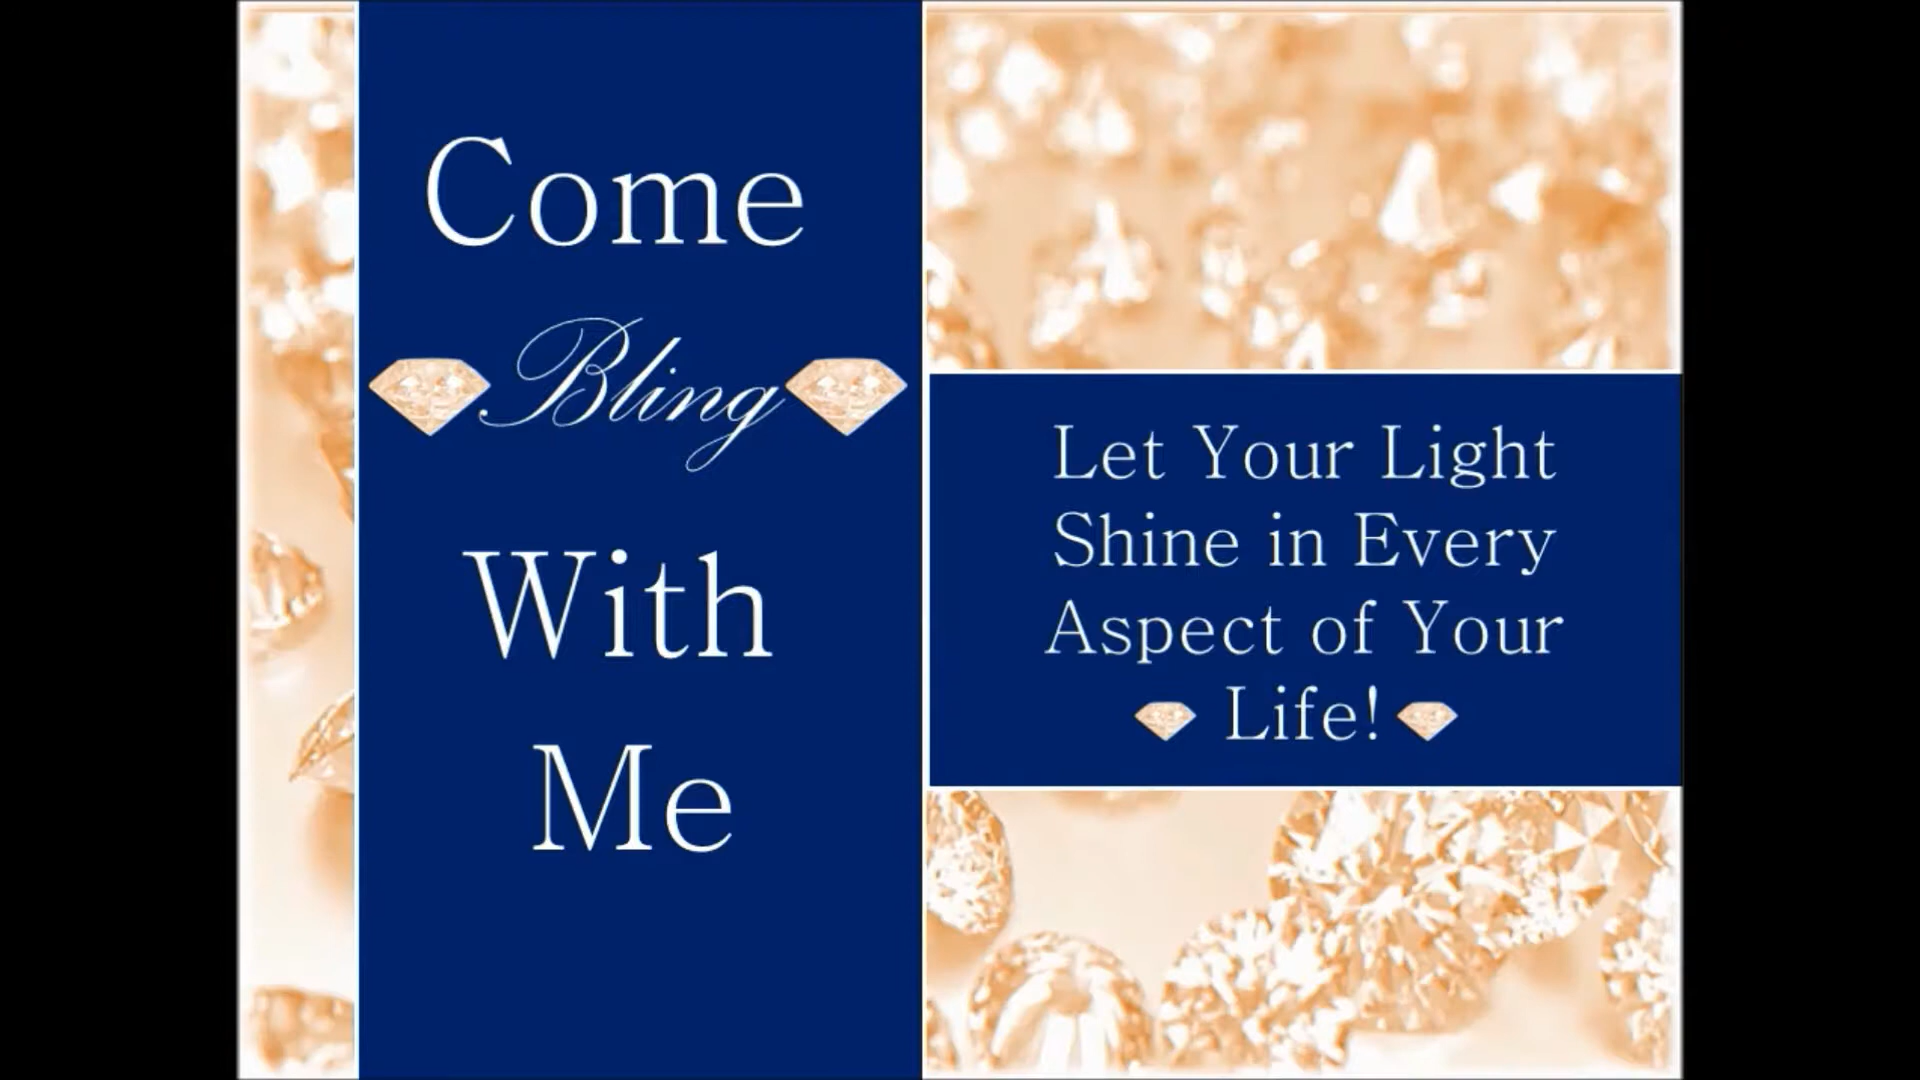 Come
Bling
With
Me
Let Your Light
Shine in Every
Aspect of Your
Life!